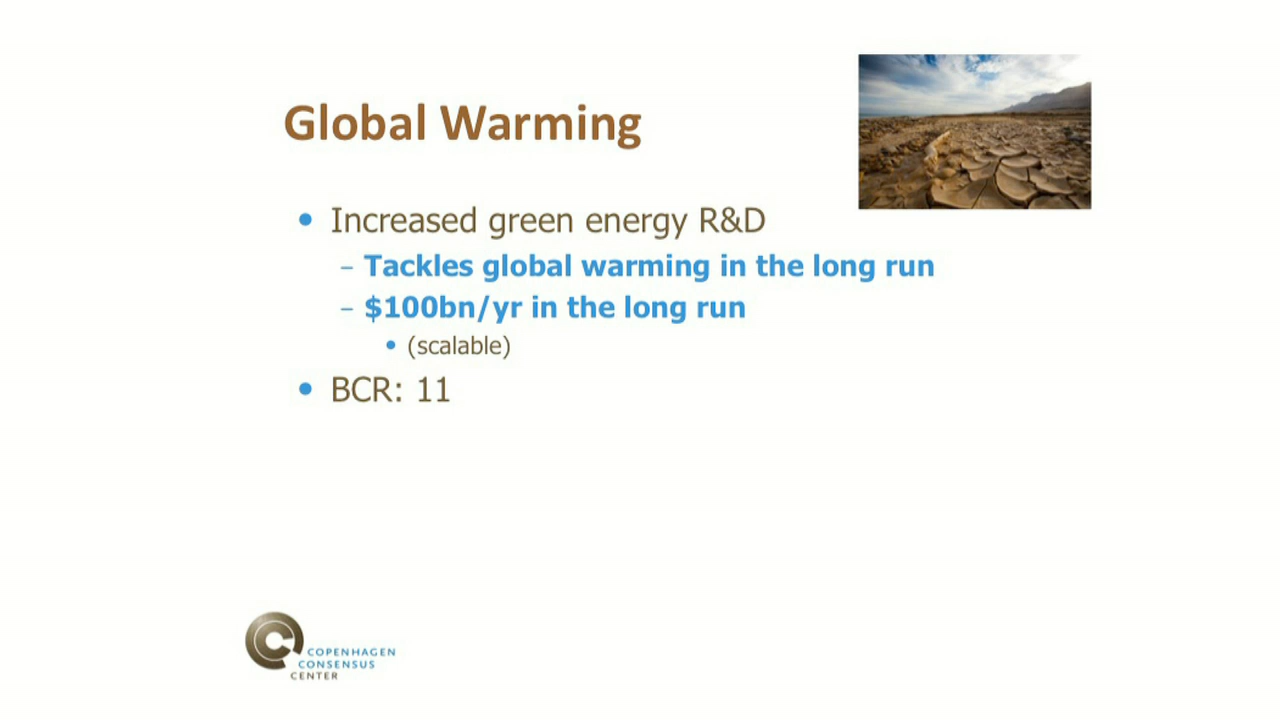 Global Warming
• Increased green energy R&D
– Tackles global warming in the long run
– $100bn/yr in the long run
• (scalable)
• BCR: 11
COPENHAGEN
CONSENSUS
CENTER